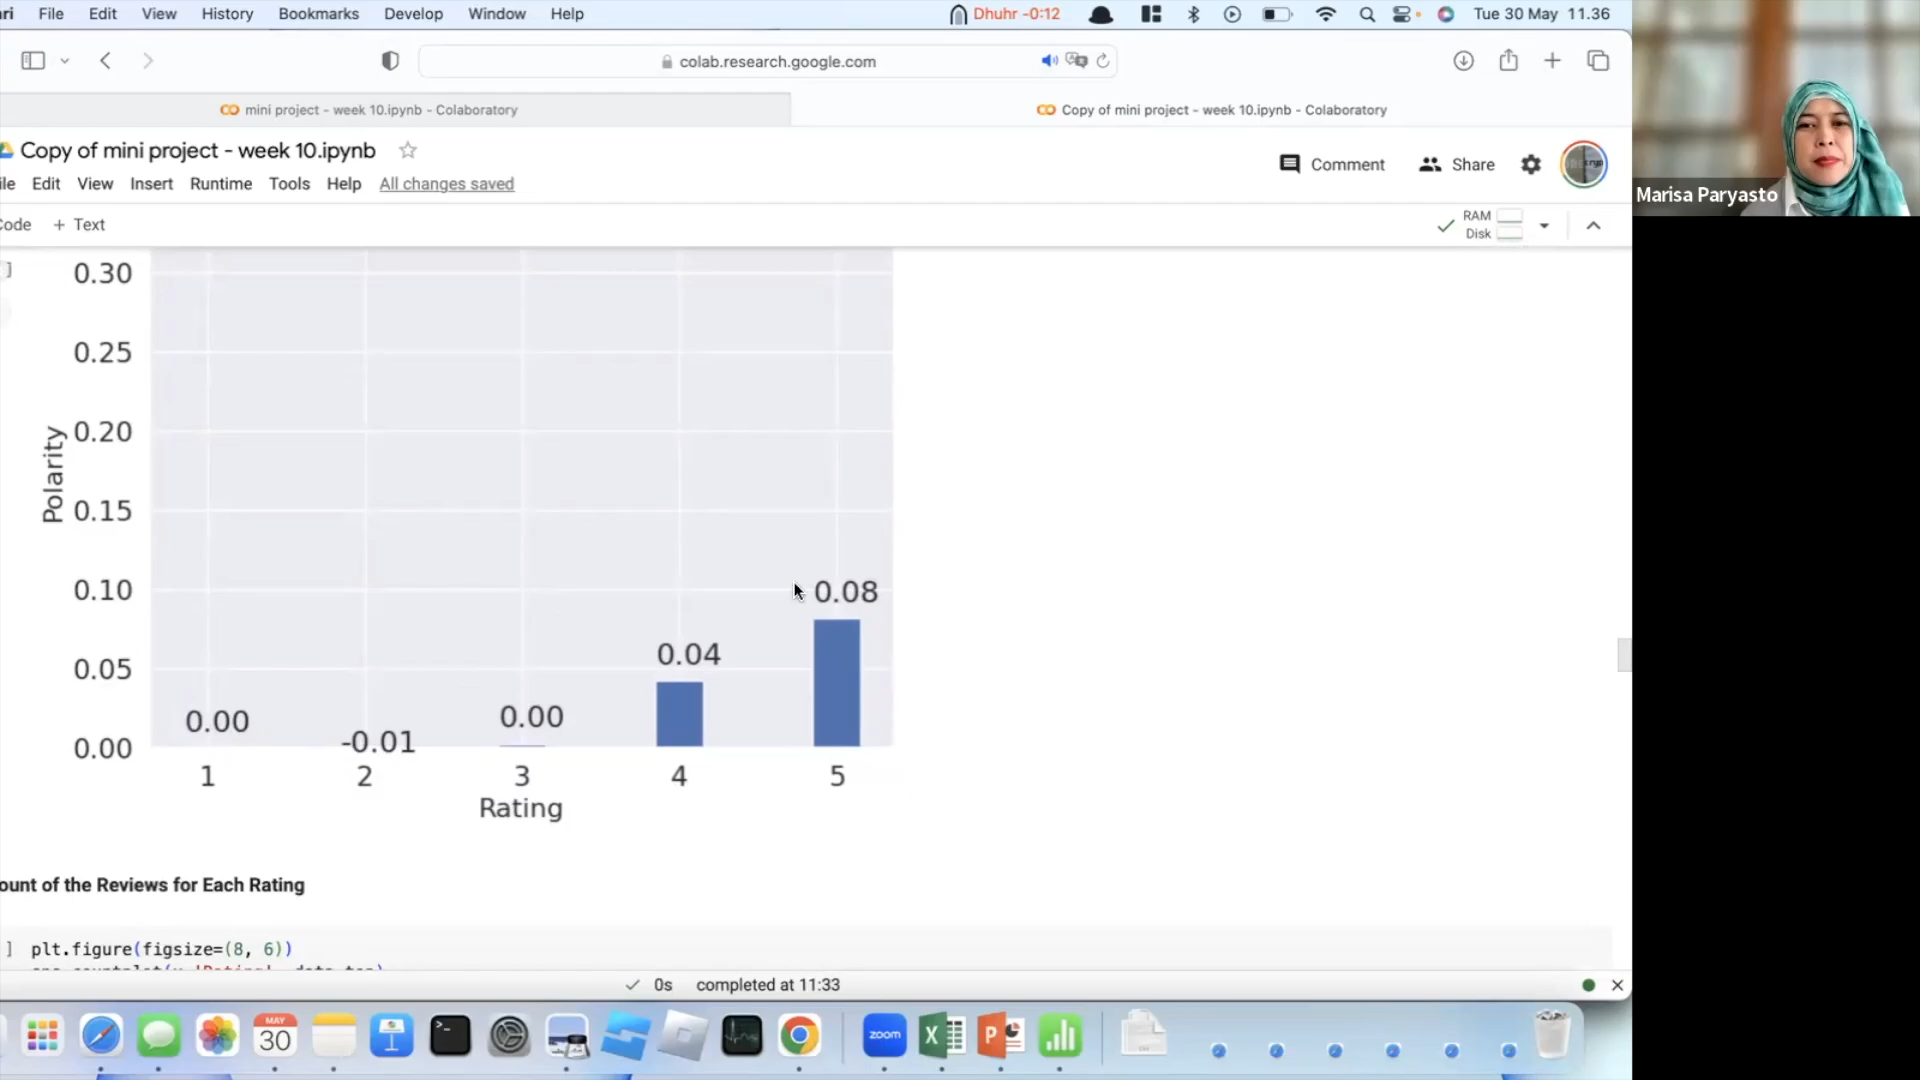 ri File Edit View History Bookmarks Develop Window Help Dhuhr -0:12 Tue 30 May 11.36
colab.research.google.com
mini project - week 10.ipynb - Colaboratory
Copy of mini project - week 10.ipynb - Colaboratory
Copy of mini project - week 10.ipynb
Comment Share
ile Edit View Insert Runtime Tools Help All changes saved
ode + Text
RAM
Disk
Marisa Paryasto
]
0.30
0.25
0.20
0.15
0.10
0.05
0.00
Polarity
0.00
-0.01
0.00
0.04
0.08
1 2 3 4 5
Rating
ount of the Reviews for Each Rating
] plt.figure(figsize=(8, 6))
0s completed at 11:33
MAY
30
zoom